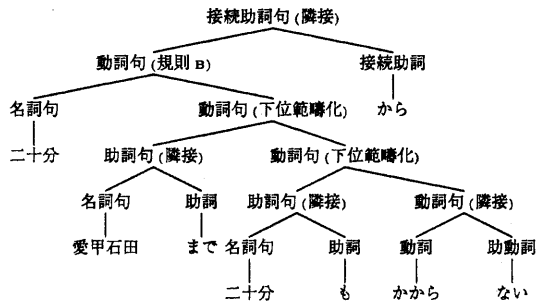 接続助詞句(隣接)
動詞句(規則B) 接続助詞
名詞句 動詞句(下位範疇化) から
二十分 助詞句(隣接) 動詞句(下位範疇化)
名詞句 助詞 助詞句(隣接) 動詞句(隣接)
愛甲石田 まで 名詞句 助詞 動詞 助動詞
二十分 も かから ない